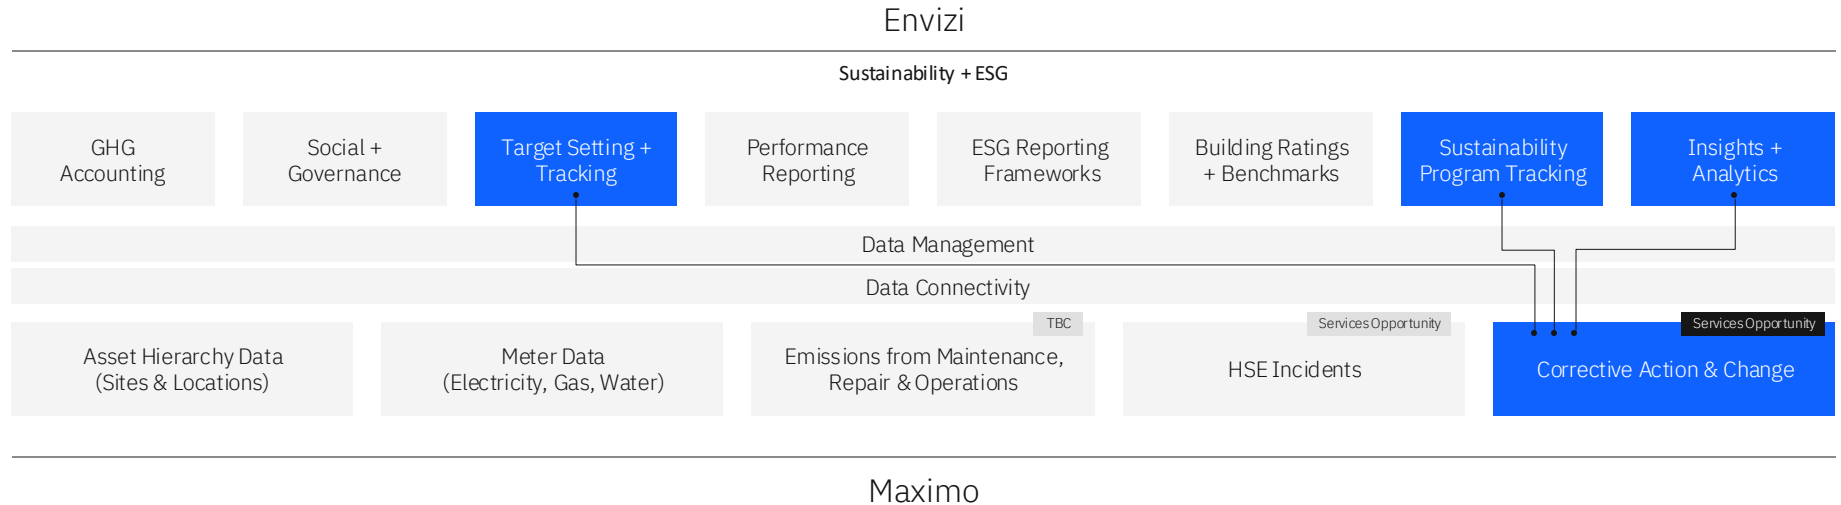 Envizi
Sustainability + ESG
GHG
Accounting
Social +
Governance
Target Setting +
Tracking
Performance
Reporting
ESG Reporting
Frameworks
Building Ratings
+ Benchmarks
Sustainability
Program Tracking
Insights +
Analytics
Data Management
Data Connectivity
Asset Hierarchy Data
(Sites & Locations)
Meter Data
(Electricity, Gas, Water)
TBC
Emissions from Maintenance,
Repair & Operations
Services Opportunity
HSE Incidents
Services Opportunity
Corrective Action & Change
Maximo